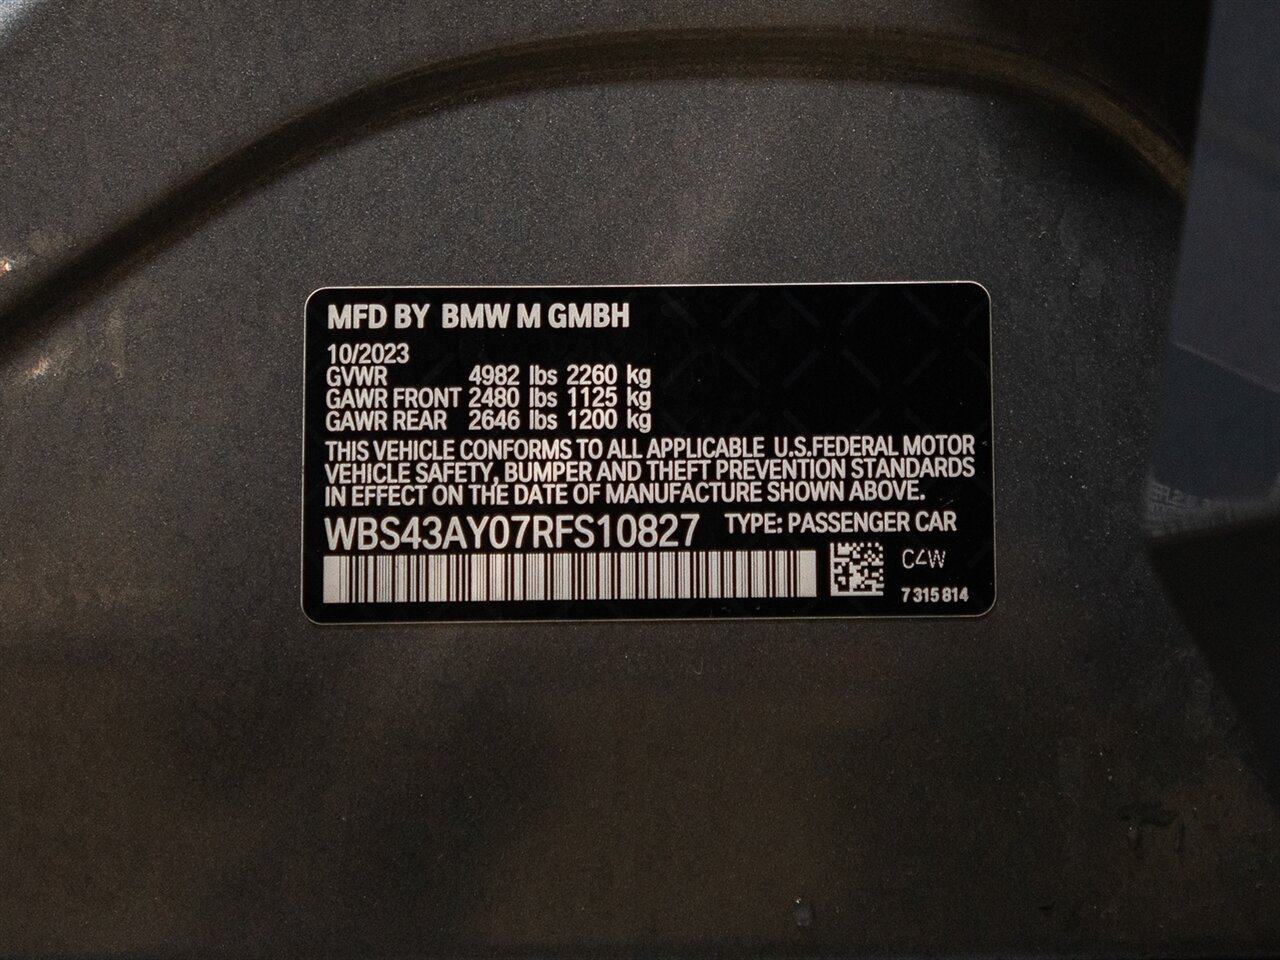 MFD BY BMW M GMBH
10/2023
GVWR 4982 lbs 2260 kg
GAWR FRONT 2480 lbs 1125 kg
GAWR REAR 2646 lbs 1200 kg
THIS VEHICLE CONFORMS TO ALL APPLICABLE U.S.FEDERAL MOTOR
VEHICLE SAFETY, BUMPER AND THEFT PREVENTION STANDARDS
IN EFFECT ON THE DATE OF MANUFACTURE SHOWN ABOVE.
WBS43AY07RFS10827 TYPE: PASSENGER CAR
7 315 814